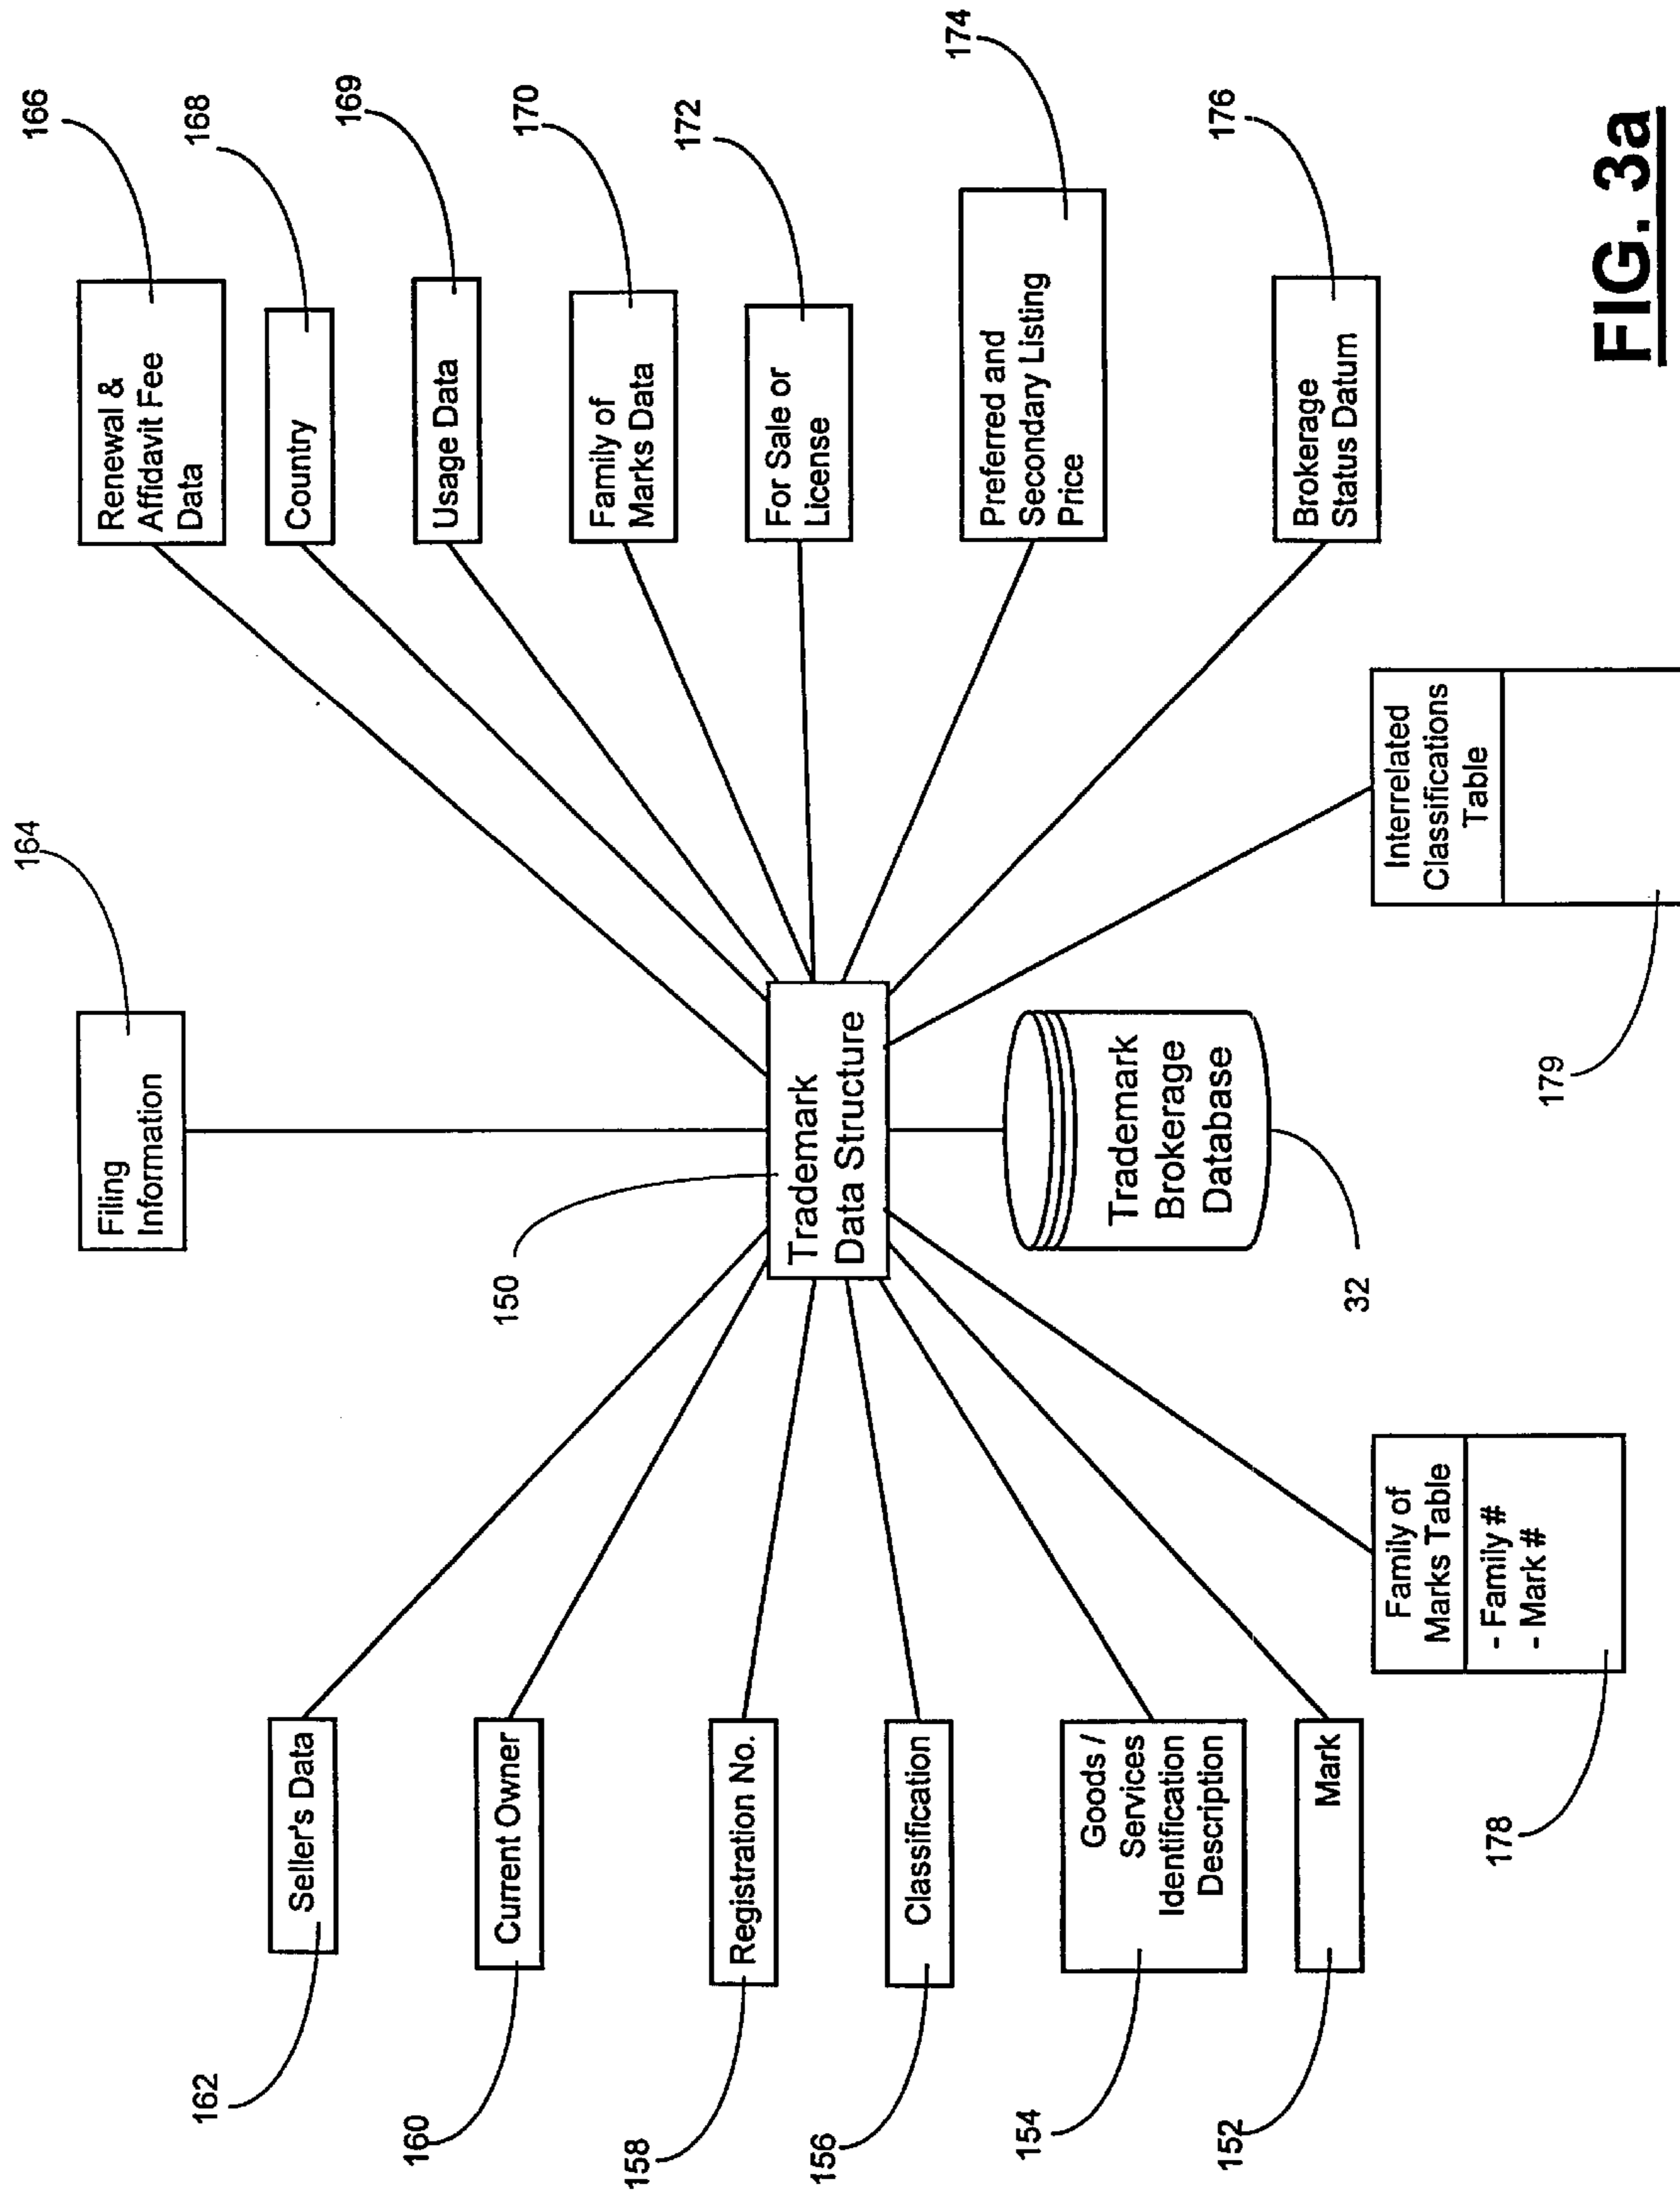 164
Filing
Information
166
Renewal &
Affidavit Fee
Data
162
Seller's Data
168
Country
160
Current Owner
169
Usage Data
150
Trademark
Data Structure
170
Family of
Marks Data
158
Registration No.
172
For Sale or
License
156
Classification
174
Preferred and
Secondary Listing
Price
154
Goods /
Services
Identification
Description
Trademark
Brokerage
Database
32
176
Brokerage
Status Datum
152
Mark
178
Family of
Marks Table
- Family #
- Mark #
179
Interrelated
Classifications
Table
FIG. 3a